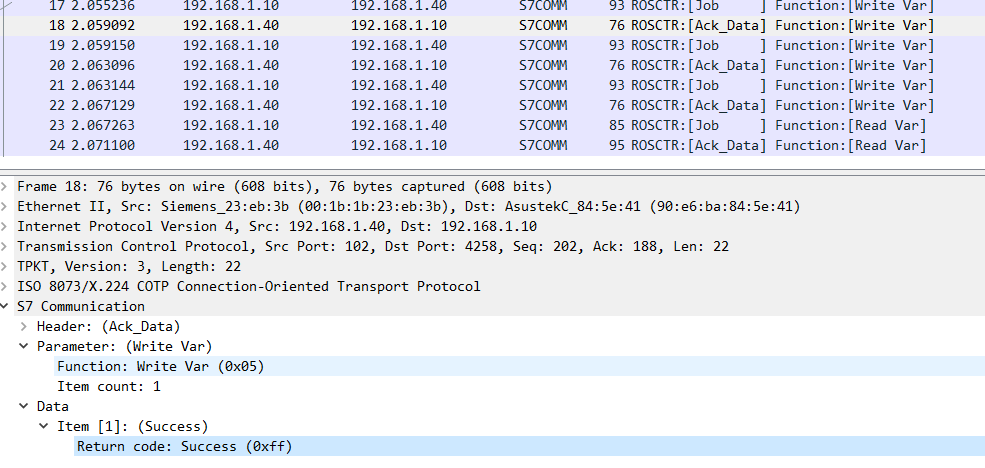 17 2.055236 192.168.1.10 192.168.1.40 S7COMM 93 ROSCTR:[Job ] Function:[Write Var]
18 2.059092 192.168.1.40 192.168.1.10 S7COMM 76 ROSCTR:[Ack_Data] Function:[Write Var]
19 2.059150 192.168.1.10 192.168.1.40 S7COMM 93 ROSCTR:[Job ] Function:[Write Var]
20 2.063096 192.168.1.40 192.168.1.10 S7COMM 76 ROSCTR:[Ack_Data] Function:[Write Var]
21 2.063144 192.168.1.10 192.168.1.40 S7COMM 93 ROSCTR:[Job ] Function:[Write Var]
22 2.067129 192.168.1.40 192.168.1.10 S7COMM 76 ROSCTR:[Ack_Data] Function:[Write Var]
23 2.067263 192.168.1.10 192.168.1.40 S7COMM 85 ROSCTR:[Job ] Function:[Read Var]
24 2.071100 192.168.1.40 192.168.1.10 S7COMM 95 ROSCTR:[Ack_Data] Function:[Read Var]
Frame 18: 76 bytes on wire (608 bits), 76 bytes captured (608 bits)
Ethernet II, Src: Siemens_23:eb:3b (00:1b:1b:23:eb:3b), Dst: AsustekC_84:5e:41 (90:e6:ba:84:5e:41)
Internet Protocol Version 4, Src: 192.168.1.40, Dst: 192.168.1.10
Transmission Control Protocol, Src Port: 102, Dst Port: 4258, Seq: 202, Ack: 188, Len: 22
TPKT, Version: 3, Length: 22
ISO 8073/X.224 COTP Connection-Oriented Transport Protocol
S7 Communication
Header: (Ack_Data)
Parameter: (Write Var)
Function: Write Var (0x05)
Item count: 1
Data
Item [1]: (Success)
Return code: Success (0xff)